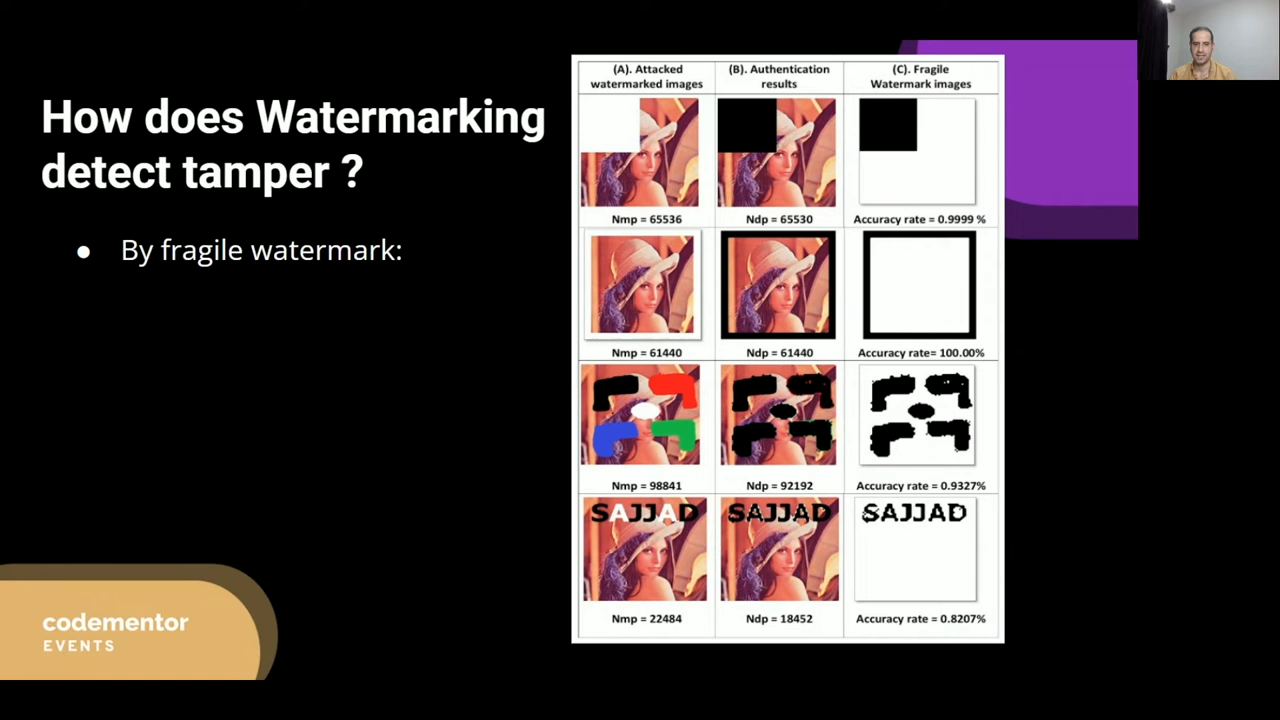 How does Watermarking
detect tamper ?
● By fragile watermark:
(A). Attacked
watermarked images
(B). Authentication
results
(C). Fragile
Watermark images
Nmp = 65536
Ndp = 65530
Accuracy rate = 0.9999 %
Nmp = 61440
Ndp = 61440
Accuracy rate= 100.00%
Nmp = 98841
Ndp = 92192
Accuracy rate = 0.9327%
SAJJAD
SAJJAD
SAJJAD
Nmp = 22484
Ndp = 18452
Accuracy rate = 0.8207%
codementor
EVENTS